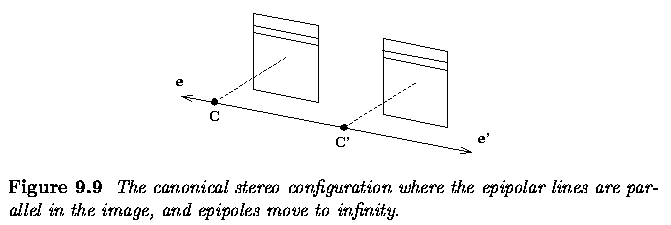 e
C
C'
e'
Figure 9.9 The canonical stereo configuration where the epipolar lines are par-
allel in the image, and epipoles move to infinity.